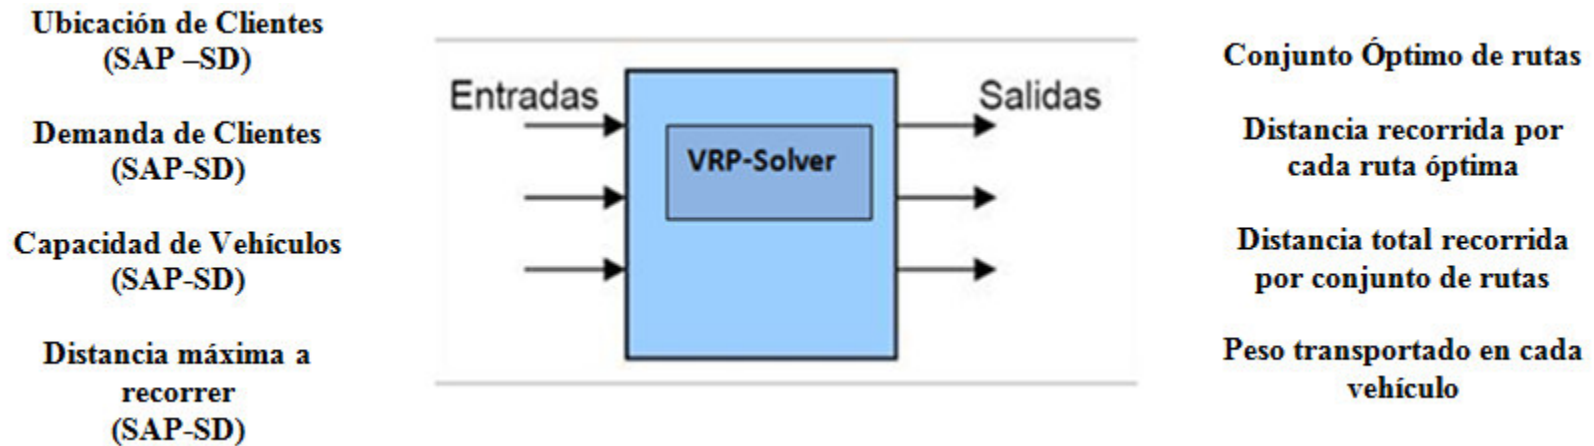 Ubicación de Clientes
(SAP –SD)
Demanda de Clientes
(SAP-SD)
Capacidad de Vehículos
(SAP-SD)
Distancia máxima a
recorrer
(SAP-SD)
Entradas
VRP-Solver
Salidas
Conjunto Óptimo de rutas
Distancia recorrida por
cada ruta óptima
Distancia total recorrida
por conjunto de rutas
Peso transportado en cada
vehículo